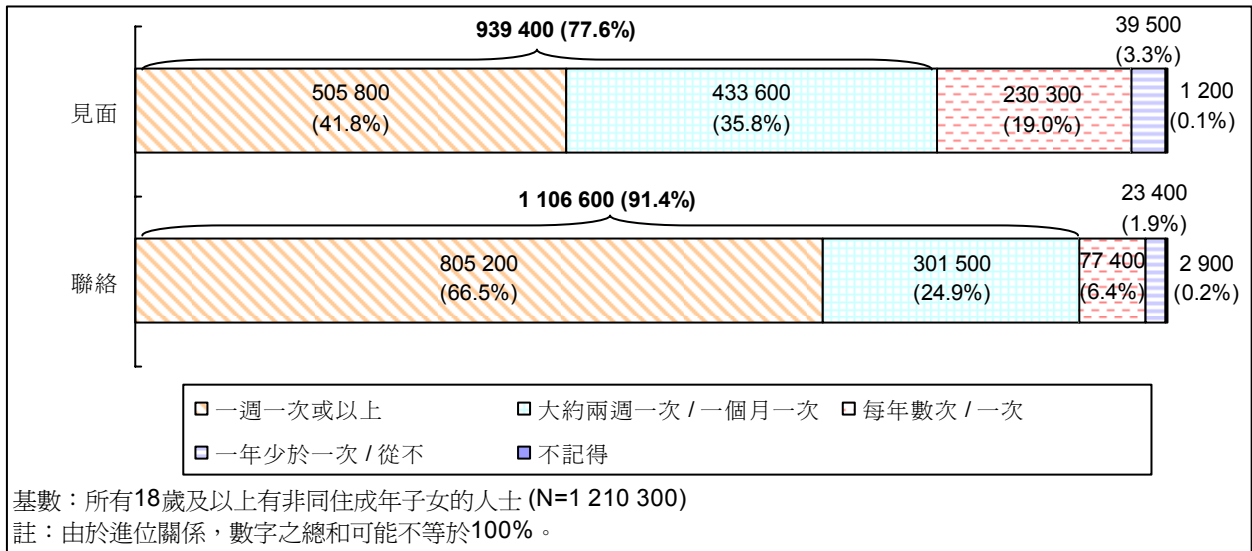 939 400 (77.6%)
39 500
(3.3%)
見面
505 800
(41.8%)
433 600
(35.8%)
230 300
(19.0%)
1 200
(0.1%)
1 106 600 (91.4%)
23 400
(1.9%)
聯絡
805 200
(66.5%)
301 500
(24.9%)
77 400
(6.4%)
2 900
(0.2%)
一週一次或以上
大約兩週一次 / 一個月一次
每年數次 / 一次
一年少於一次 / 從不
不記得
基數：所有18歲及以上有非同住成年子女的人士 (N=1 210 300)
註：由於進位關係，數字之總和可能不等於100%。